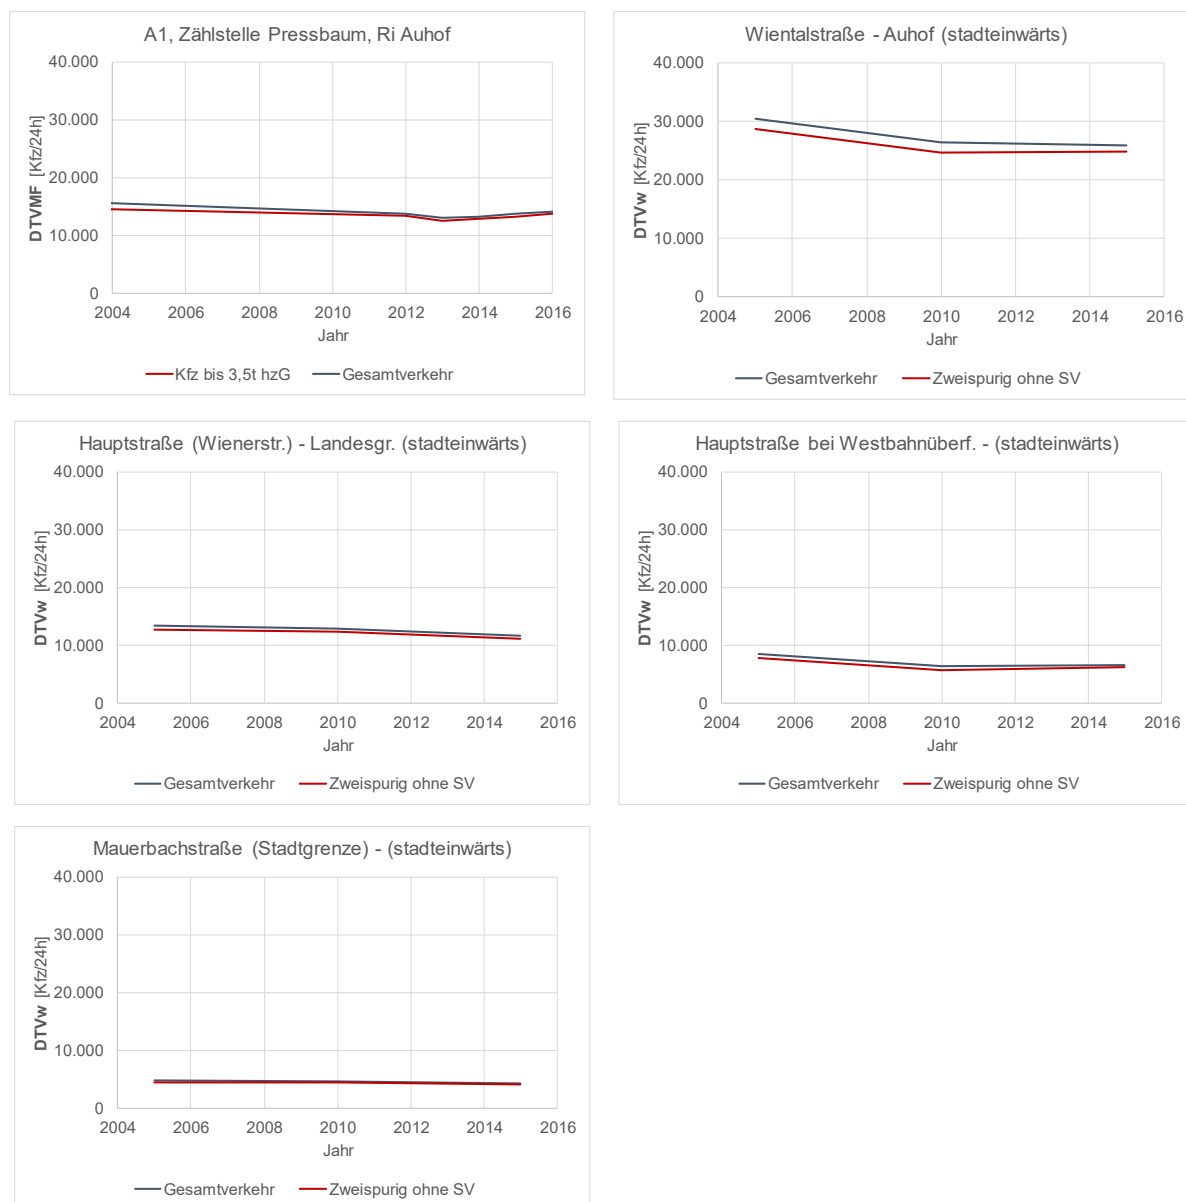 A1, Zählstelle Pressbaum, Ri Auhof
40.000
30.000
20.000
10.000
0
DTVMF [Kfz/24h]
2004 2006 2008 2010 2012 2014 2016
Jahr
Kfz bis 3,5t hzG Gesamtverkehr
Wientalstraße - Auhof (stadteinwärts)
40.000
30.000
20.000
10.000
0
DTVw [Kfz/24h]
2004 2006 2008 2010 2012 2014 2016
Jahr
Gesamtverkehr Zweispurig ohne SV
Hauptstraße (Wienerstr.) - Landesgr. (stadteinwärts)
40.000
30.000
20.000
10.000
0
DTVw [Kfz/24h]
2004 2006 2008 2010 2012 2014 2016
Jahr
Gesamtverkehr Zweispurig ohne SV
Hauptstraße bei Westbahnüberf. - (stadteinwärts)
40.000
30.000
20.000
10.000
0
DTVw [Kfz/24h]
2004 2006 2008 2010 2012 2014 2016
Jahr
Gesamtverkehr Zweispurig ohne SV
Mauerbachstraße (Stadtgrenze) - (stadteinwärts)
40.000
30.000
20.000
10.000
0
DTVw [Kfz/24h]
2004 2006 2008 2010 2012 2014 2016
Jahr
Gesamtverkehr Zweispurig ohne SV